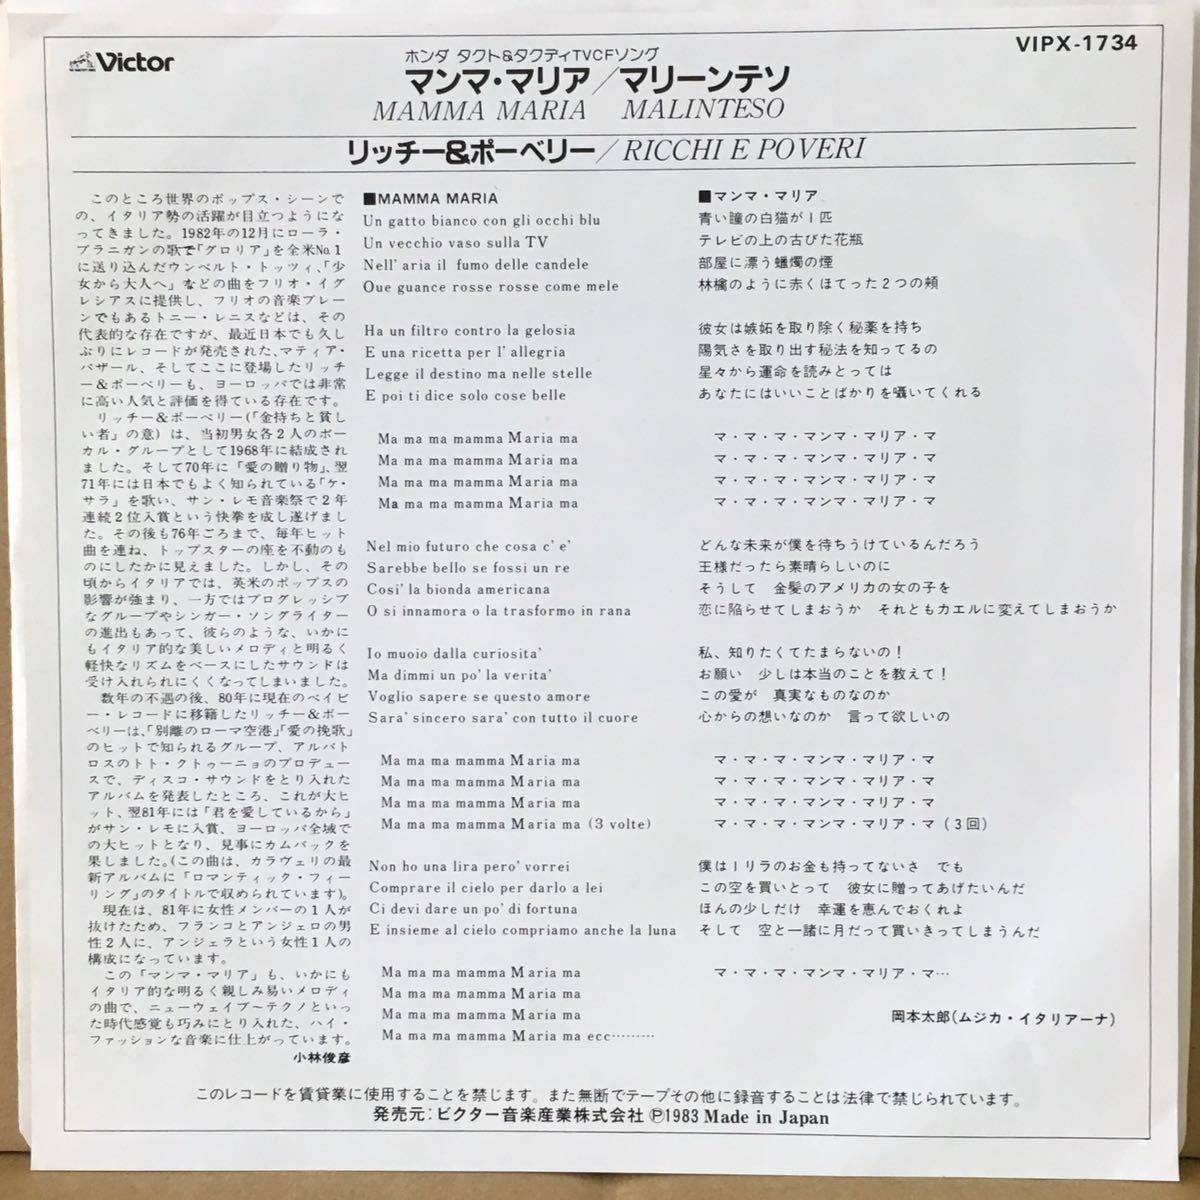 Victor
VIPX-1734
ホンダ タクト&タクディTVCFソング
マンマ・マリア/マリーンテソ
MAMMA MARIA MALINTESO
リッチー&ポーベリー/RICCHI E POVERI
このところ世界のポップス・シーンで
の、イタリア勢の活躍が目立つようにな
ってきました。1982年の12月にローラ・
ブラニガンの歌で「グロリア」を全米No.1
に送り込んだウンベルト・トッツィ、「少
女から大人へ」などの曲をフリオ・イグ
レシアスに提供し、フリオの音楽ブレー
ンでもあるトニー・レニスなどは、その
代表的な存在ですが、最近日本でも久し
ぶりにレコードが発売された、マティア・
バザール、そしてここに登場したリッチ
ー&ポーベリーも、ヨーロッパでは非常
に高い人気と評価を得ている存在です。
リッチー&ポーベリー(「金持ちと貧し
い者」の意)は、当初男女各2人のボー
カル・グループとして1968年に結成され
ました。そして70年に「愛の贈り物」、翌
71年には日本でもよく知られている「ケ・
サラ」を歌い、サン・レモ音楽祭で2年
連続2位入賞という快挙を成し遂げまし
た。その後も76年ごろまで、毎年ヒット
曲を連ね、トップスターの座を不動のも
のにしたかに見えました。しかし、その
頃からイタリアでは、英米のポップスの
影響が強まり、一方ではプログレッシブ
なグループやシンガー・ソングライター
の進出もあって、彼らのような、いかに
もイタリア的な美しいメロディと明るく
軽快なリズムをベースにしたサウンドは
受け入れられにくくなってしまいました。
数年の不遇の後、80年に現在のベイビ
ー・レコードに移籍したリッチー&ポー
ベリーは、「別離のローマ空港」「愛の挽歌」
のヒットで知られるグループ、アルバト
ロスのトト・クトゥーニョのプロデュー
スで、ディスコ・サウンドをとり入れた
アルバムを発表したところ、これが大ヒ
ット、翌81年には「君を愛しているから」
がサン・レモに入賞、ヨーロッパ全域で
の大ヒットとなり、見事にカムバックを
果しました。(この曲は、カラヴェリの最
新アルバムに「ロマンティック・フィー
リング」のタイトルで収められています)。
現在は、81年に女性メンバーの1人が
抜けたため、フランコとアンジェロの男
性2人に、アンジェラという女性1人の
構成になっています。
この「マンマ・マリア」も、いかにも
イタリア的な明るく親しみ易いメロディ
の曲で、ニューウェイブ〜テクノといっ
た時代感覚も巧みにとり入れた、ハイ・
ファッションな音楽に仕上がっています。
小林俊彦
■MAMMA MARIA
Un gatto bianco con gli occhi blu
Un vecchio vaso sulla TV
Nell'aria il fumo delle candele
Oue guance rosse rosse come mele
Ha un filtro contro la gelosia
E una ricetta per l'allegria
Legge il destino ma nelle stelle
E poi ti dice solo cose belle
Ma ma ma mamma Maria ma
Ma ma ma mamma Maria ma
Ma ma ma mamma Maria ma
Ma ma ma mamma Maria ma
Nel mio futuro che cosa c'e'
Sarebbe bello se fossi un re
Cosi' la bionda americana
O si innamora o la trasformo in rana
Io muoio dalla curiosita'
Ma dimmi un po' la verita'
Voglio sapere se questo amore
Sara' sincero sara' con tutto il cuore
Ma ma ma mamma Maria ma
Ma ma ma mamma Maria ma
Ma ma ma mamma Maria ma
Ma ma ma mamma Maria ma (3 volte)
Non ho una lira pero' vorrei
Comprare il cielo per darlo a lei
Ci devi dare un po' di fortuna
E insieme al cielo compriamo anche la luna
Ma ma ma mamma Maria ma
Ma ma ma mamma Maria ma
Ma ma ma mamma Maria ma
Ma ma ma mamma Maria ma ecc………
■マンマ・マリア
青い瞳の白猫が1匹
テレビの上の古びた花瓶
部屋に漂う蠟燭の煙
林檎のように赤くほてった2つの頬
彼女は嫉妬を取り除く秘薬を持ち
陽気さを取り出す秘法を知ってるの
星々から運命を読みとっては
あなたにはいいことばかりを囁いてくれる
マ・マ・マ・マンマ・マリア・マ
マ・マ・マ・マンマ・マリア・マ
マ・マ・マ・マンマ・マリア・マ
マ・マ・マ・マンマ・マリア・マ
どんな未来が僕を待ちうけているんだろう
王様だったら素晴らしいのに
そうして 金髪のアメリカの女の子を
恋に陥らせてしまおうか それともカエルに変えてしまおうか
私、知りたくてたまらないの!
お願い 少しは本当のことを教えて!
この愛が 真実なものなのか
心からの想いなのか 言って欲しいの
マ・マ・マ・マンマ・マリア・マ
マ・マ・マ・マンマ・マリア・マ
マ・マ・マ・マンマ・マリア・マ
マ・マ・マ・マンマ・マリア・マ(3回)
僕は1リラのお金も持ってないさ でも
この空を買いとって 彼女に贈ってあげたいんだ
ほんの少しだけ 幸運を恵んでおくれよ
そして 空と一緒に月だって買いきってしまうんだ
マ・マ・マ・マンマ・マリア・マ…
岡本太郎(ムジカ・イタリアーナ)
このレコードを賃貸業に使用することを禁じます。また無断でテープその他に録音することは法律で禁じられています。
発売元:ビクター音楽産業株式会社 Ⓟ1983 Made in Japan